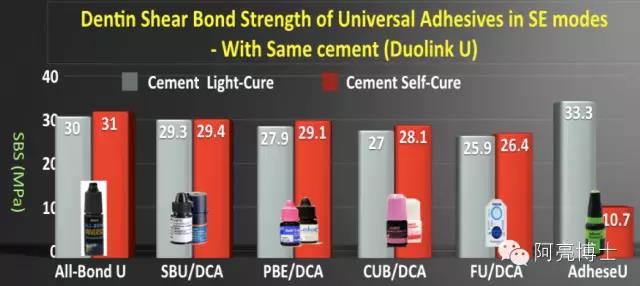 Dentin Shear Bond Strength of Universal Adhesives in SE modes
- With Same cement (Duolink U)
Cement Light-Cure
Cement Self-Cure
SBS (MPa)
40
30
20
10
0
30
31
29.3
29.4
27.9
29.1
27
28.1
25.9
26.4
33.3
10.7
All-Bond U
SBU/DCA
PBE/DCA
CUB/DCA
FU/DCA
AdheseU
阿亮博士